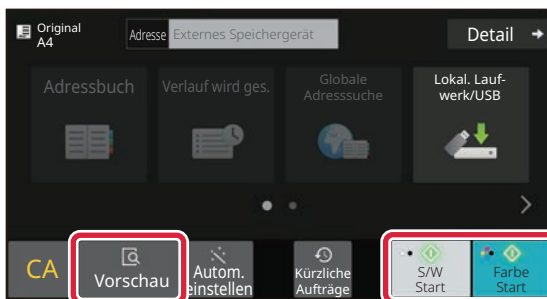 Original
A4
Adresse Externes Speichergerät
Detail
Adressbuch
Verlauf wird ges.
Globale
Adresssuche
Lokal. Lauf-
werk/USB
CA
Vorschau
Autom.
einstellen
Kürzliche
Aufträge
S/W
Start
Farbe
Start